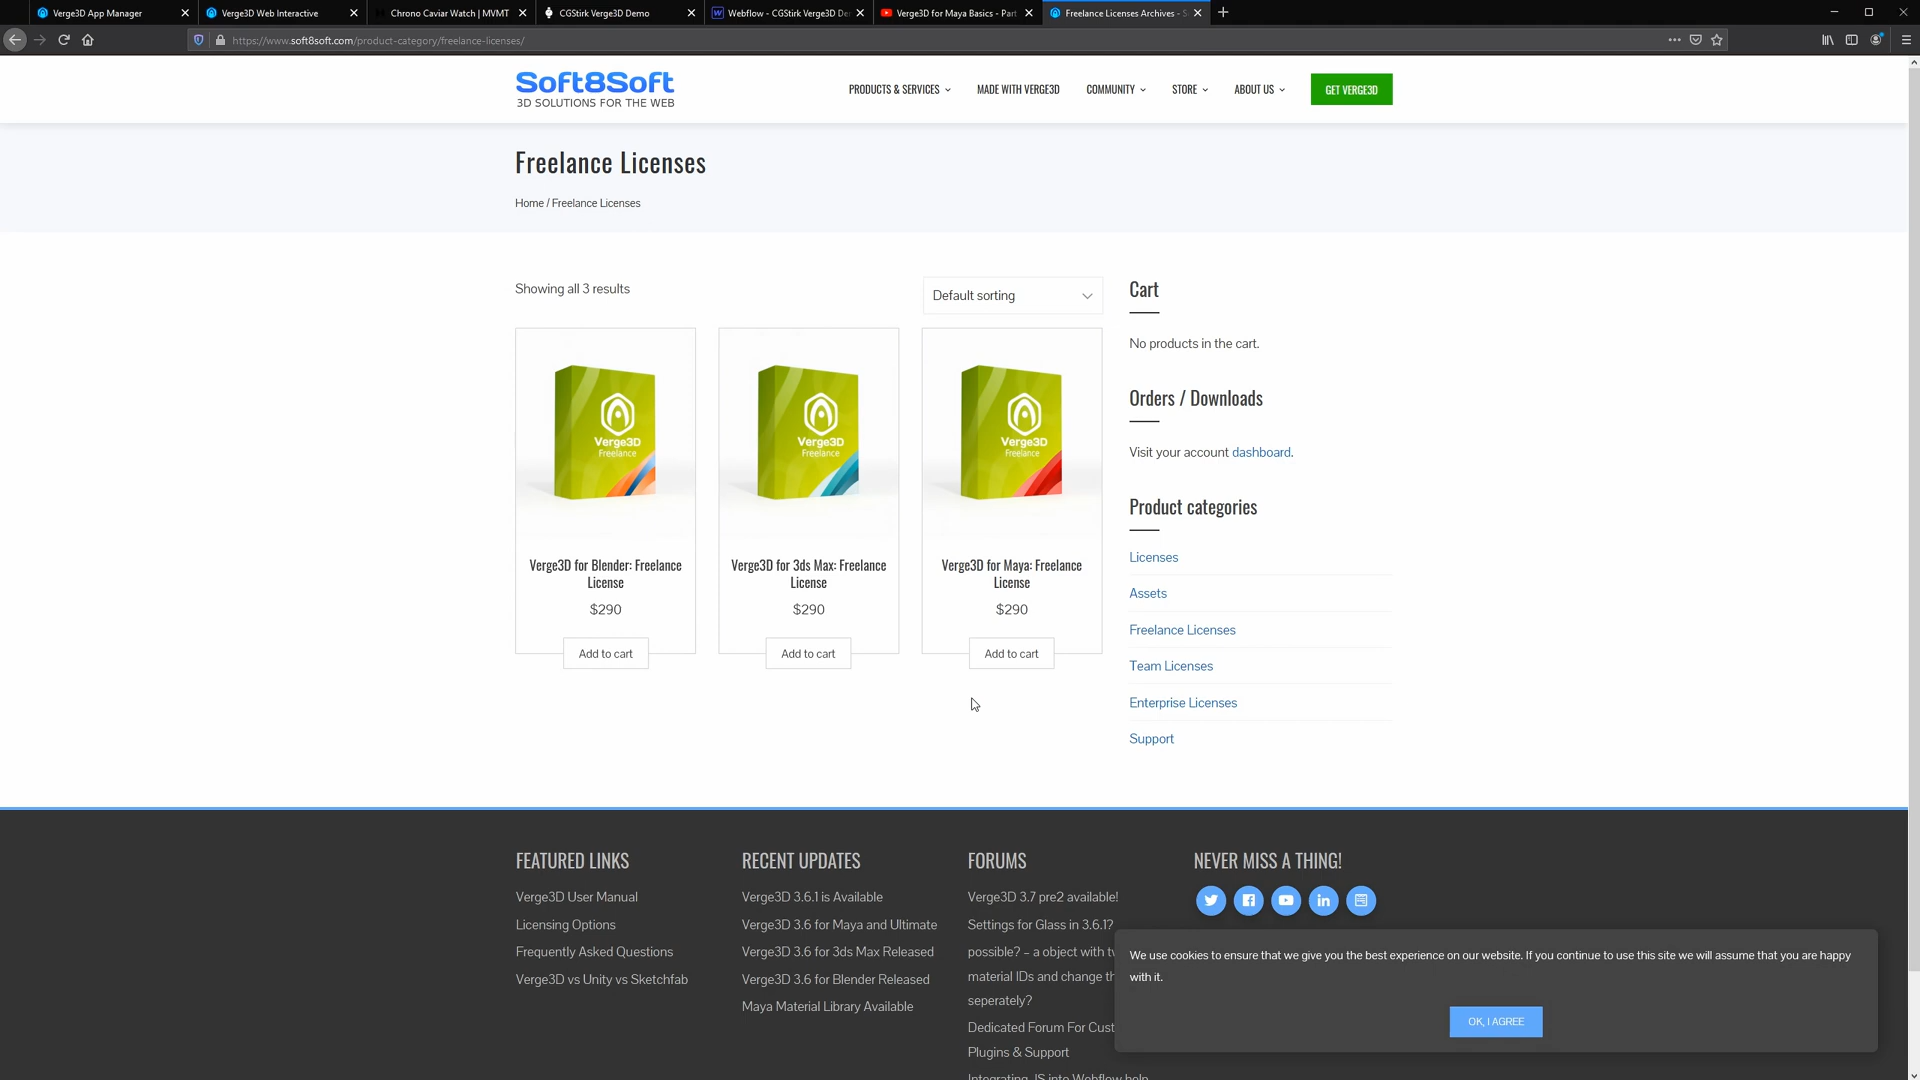 Verge3D App Manager
Verge3D Web Interactive
Chrono Caviar Watch | MVMT
CGStirk Verge3D Demo
Webflow - CGStirk Verge3D De
Verge3D for Maya Basics - Part
Freelance Licenses Archives - S
https://www.soft8soft.com/product-category/freelance-licenses/
Soft8Soft
3D SOLUTIONS FOR THE WEB
PRODUCTS & SERVICES
MADE WITH VERGE3D
COMMUNITY
STORE
ABOUT US
GET VERGE3D
Freelance Licenses
Home / Freelance Licenses
Showing all 3 results
Default sorting
Verge3D
Freelance
Verge3D for Blender: Freelance
License
$290
Add to cart
Verge3D
Freelance
Verge3D for 3ds Max: Freelance
License
$290
Add to cart
Verge3D
Freelance
Verge3D for Maya: Freelance
License
$290
Add to cart
Cart
No products in the cart.
Orders / Downloads
Visit your account dashboard.
Product categories
Licenses
Assets
Freelance Licenses
Team Licenses
Enterprise Licenses
Support
FEATURED LINKS
Verge3D User Manual
Licensing Options
Frequently Asked Questions
Verge3D vs Unity vs Sketchfab
RECENT UPDATES
Verge3D 3.6.1 is Available
Verge3D 3.6 for Maya and Ultimate
Verge3D 3.6 for 3ds Max Released
Verge3D 3.6 for Blender Released
Maya Material Library Available
FORUMS
Verge3D 3.7 pre2 available!
Settings for Glass in 3.6.1?
possible? – a object with tw
material IDs and change th
seperately?
Dedicated Forum For Cust
Plugins & Support
Integrating JS into Webflow help
NEVER MISS A THING!
We use cookies to ensure that we give you the best experience on our website. If you continue to use this site we will assume that you are happy
with it.
OK, I AGREE